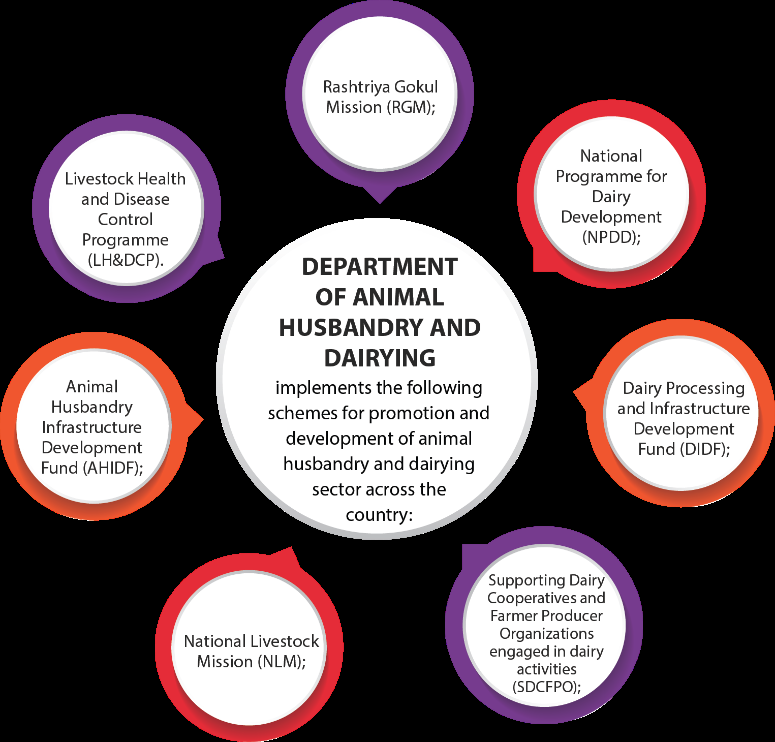 DEPARTMENT
OF ANIMAL
HUSBANDRY AND
DAIRYING
implements the following
schemes for promotion and
development of animal
husbandry and dairying
sector across the
country:
Rashtriya Gokul
Mission (RGM);
National
Programme for
Dairy
Development
(NPDD);
Dairy Processing
and Infrastructure
Development
Fund (DIDF);
Supporting Dairy
Cooperatives and
Farmer Producer
Organizations
engaged in dairy
activities
(SDCFPO);
National Livestock
Mission (NLM);
Animal
Husbandry
Infrastructure
Development
Fund (AHIDF);
Livestock Health
and Disease
Control
Programme
(LH&DCP).